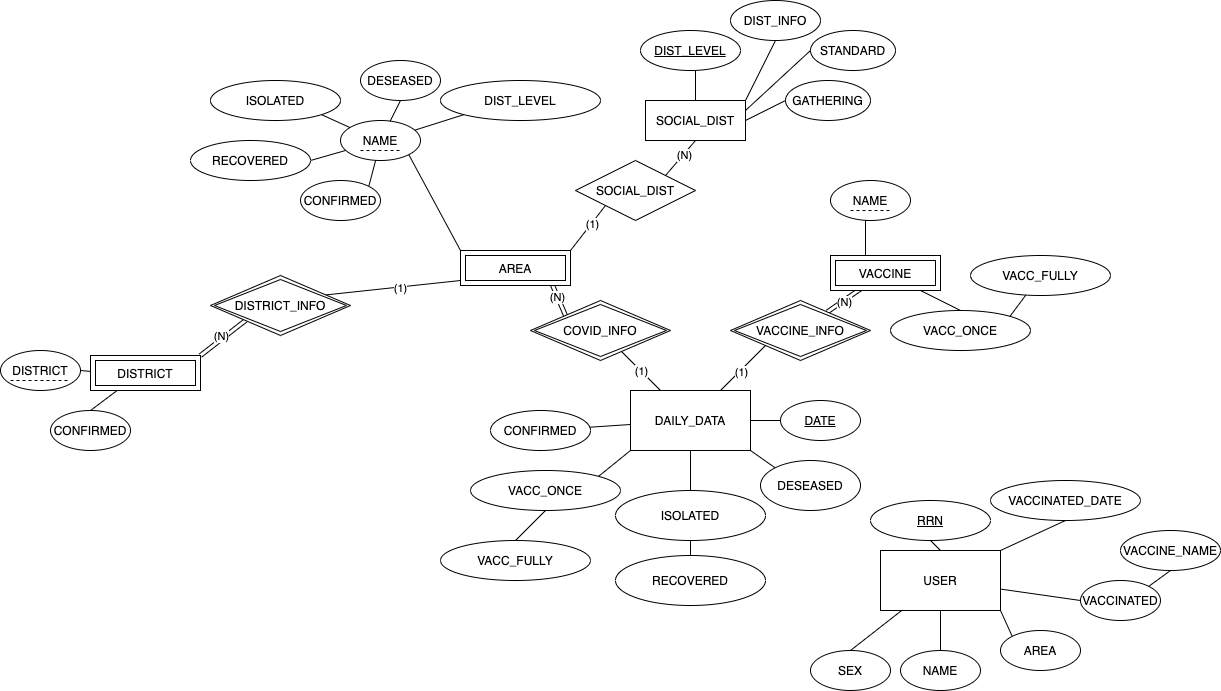 DIST_INFO
DIST_LEVEL
STANDARD
DESEASED
ISOLATED
DIST_LEVEL
GATHERING
SOCIAL_DIST
NAME
RECOVERED
(N)
CONFIRMED
SOCIAL_DIST
NAME
(1)
AREA
VACCINE
VACC_FULLY
(1)
(N)
(N)
DISTRICT_INFO
COVID_INFO
VACCINE_INFO
VACC_ONCE
(N)
DISTRICT
DISTRICT
(1)
(1)
CONFIRMED
CONFIRMED
DAILY_DATA
DATE
VACC_ONCE
DESEASED
ISOLATED
VACCINATED_DATE
RRN
VACC_FULLY
VACCINE_NAME
RECOVERED
USER
VACCINATED
AREA
SEX
NAME